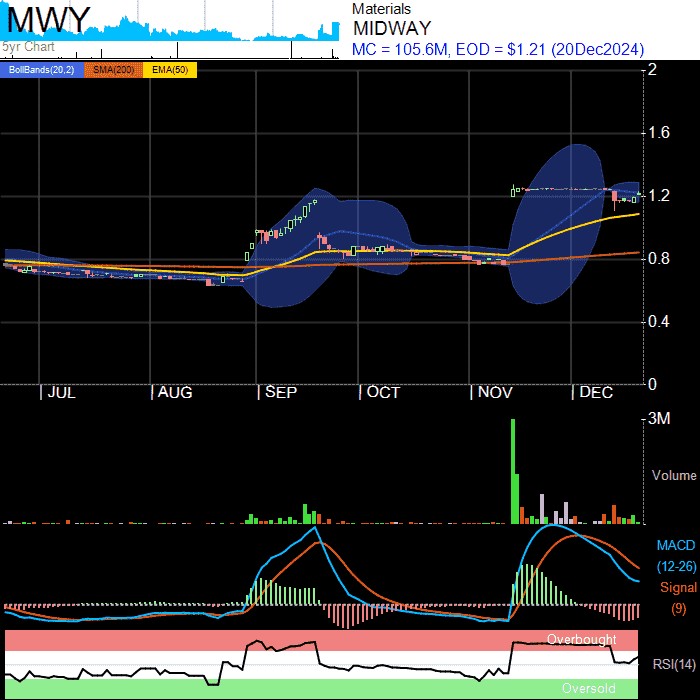 MWY
5yr Chart
Materials
MIDWAY
MC = 105.6M, EOD = $1.21 (20Dec2024)
BollBands(20,2) SMA(200) EMA(50)
2
1.6
1.2
0.8
0.4
0
JUL AUG SEP OCT NOV DEC
3M
Volume
MACD
(12-26)
Signal
(9)
Overbought
RSI(14)
Oversold